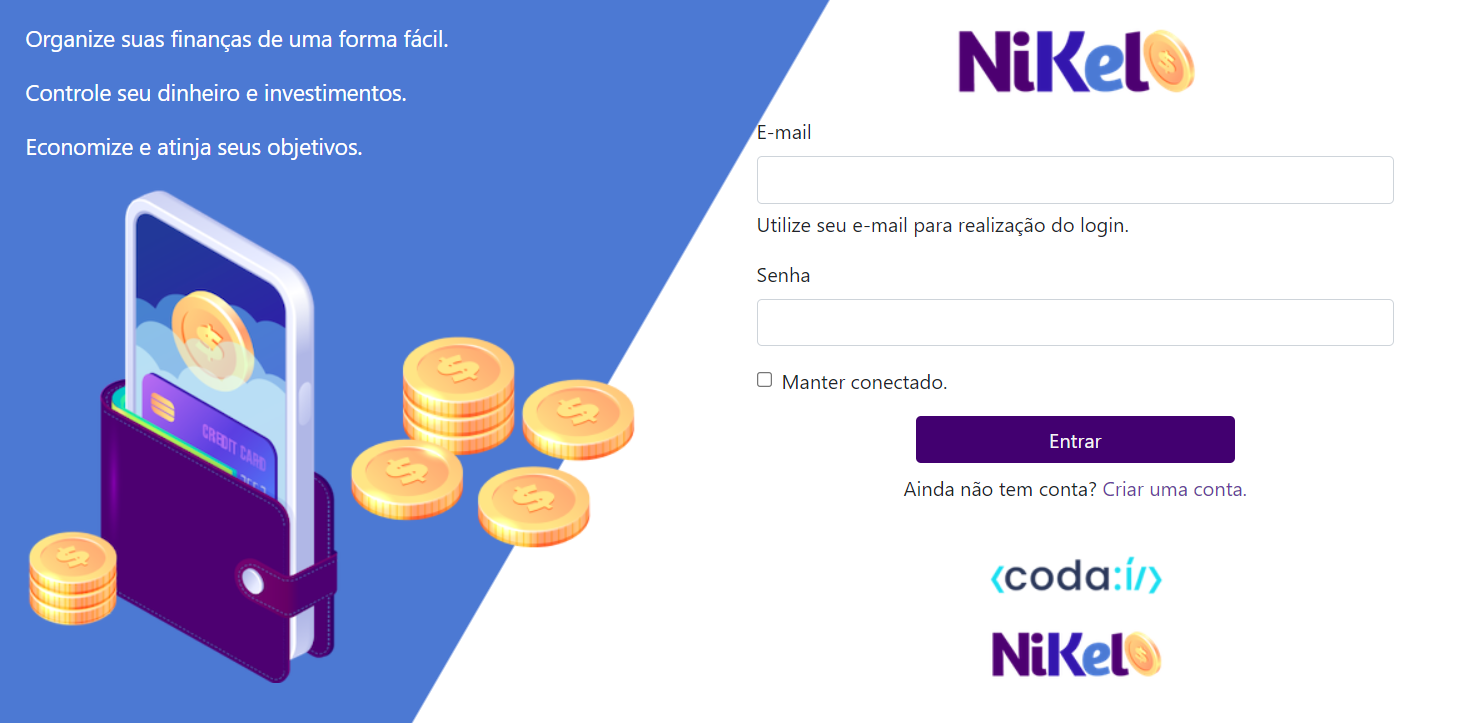 Organize suas finanças de uma forma fácil.
Controle seu dinheiro e investimentos.
Economize e atinja seus objetivos.
CREDIT CARD
NiKel
E-mail
Utilize seu e-mail para realização do login.
Senha
Manter conectado.
Entrar
Ainda não tem conta? Criar uma conta.
<coda:í/>
NiKel